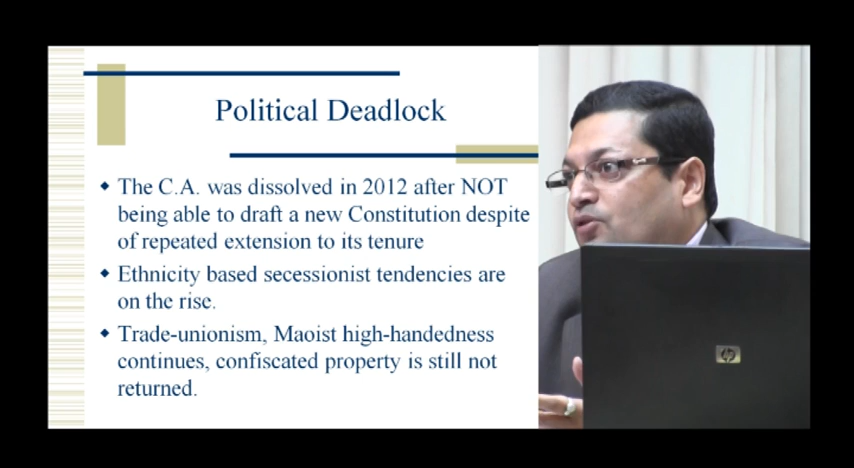 Political Deadlock
The C.A. was dissolved in 2012 after NOT
being able to draft a new Constitution despite
of repeated extension to its tenure
Ethnicity based secessionist tendencies are
on the rise.
Trade-unionism, Maoist high-handedness
continues, confiscated property is still not
returned.
hp